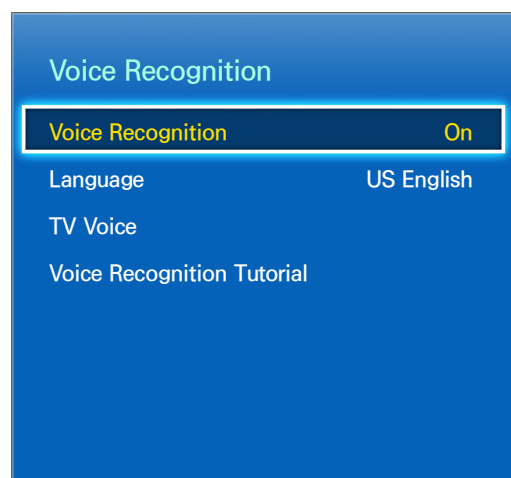 Voice Recognition
Voice Recognition On
Language US English
TV Voice
Voice Recognition Tutorial